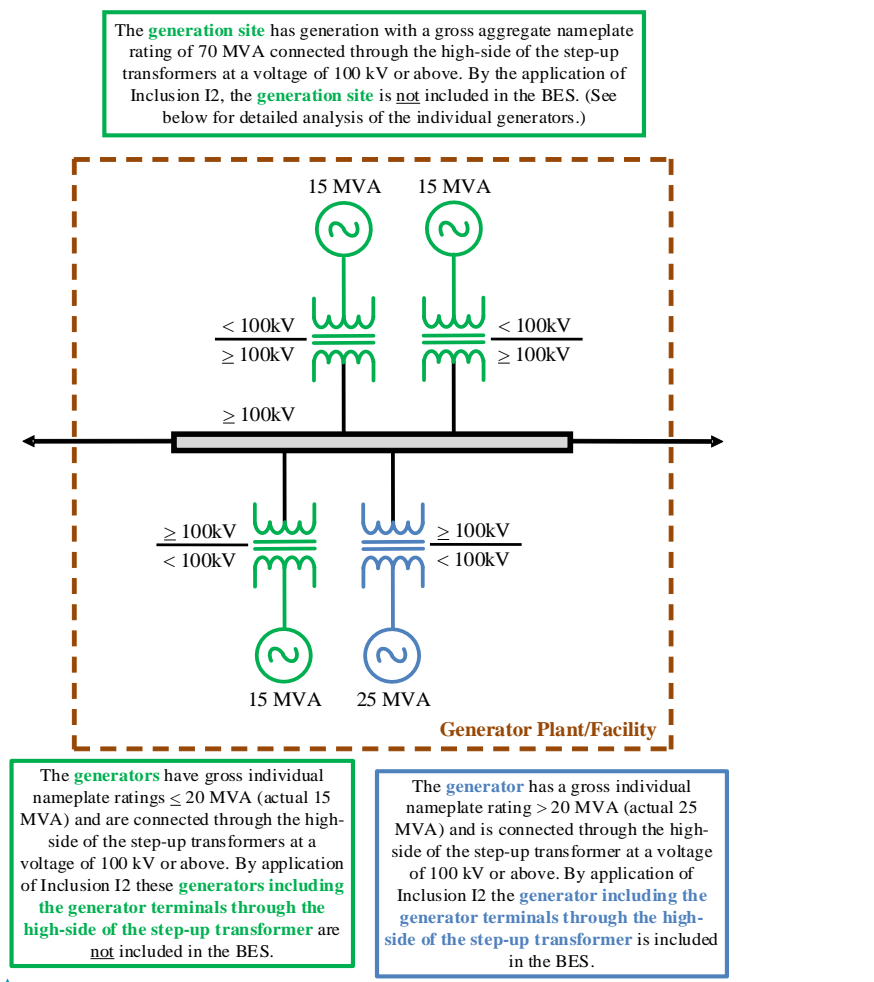 The generation site has generation with a gross aggregate nameplate
rating of 70 MVA connected through the high-side of the step-up
transformers at a voltage of 100 kV or above. By the application of
Inclusion I2, the generation site is not included in the BES. (See
below for detailed analysis of the individual generators.)
15 MVA
15 MVA
< 100kV
≥ 100kV
< 100kV
≥ 100kV
≥ 100kV
≥ 100kV
< 100kV
≥ 100kV
< 100kV
15 MVA
25 MVA
Generator Plant/Facility
The generators have gross individual
nameplate ratings ≤ 20 MVA (actual 15
MVA) and are connected through the high-
side of the step-up transformers at a
voltage of 100 kV or above. By application
of Inclusion I2 these generators including
the generator terminals through the
high-side of the step-up transformer are
not included in the BES.
The generator has a gross individual
nameplate rating > 20 MVA (actual 25
MVA) and is connected through the high-
side of the step-up transformer at a voltage
of 100 kV or above. By application of
Inclusion I2 the generator including the
generator terminals through the high-
side of the step-up transformer is included
in the BES.